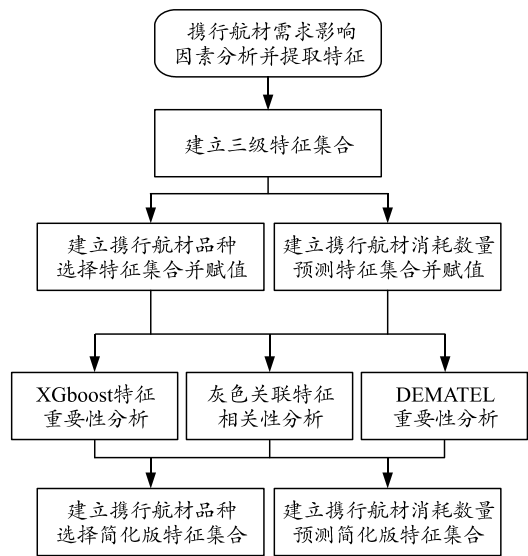 携行航材需求影响
因素分析并提取特征
建立三级特征集合
建立携行航材品种
选择特征集合并赋值
建立携行航材消耗数量
预测特征集合并赋值
XGboost特征
重要性分析
灰色关联特征
相关性分析
DEMATEL
重要性分析
建立携行航材品种
选择简化版特征集合
建立携行航材消耗数量
预测简化版特征集合